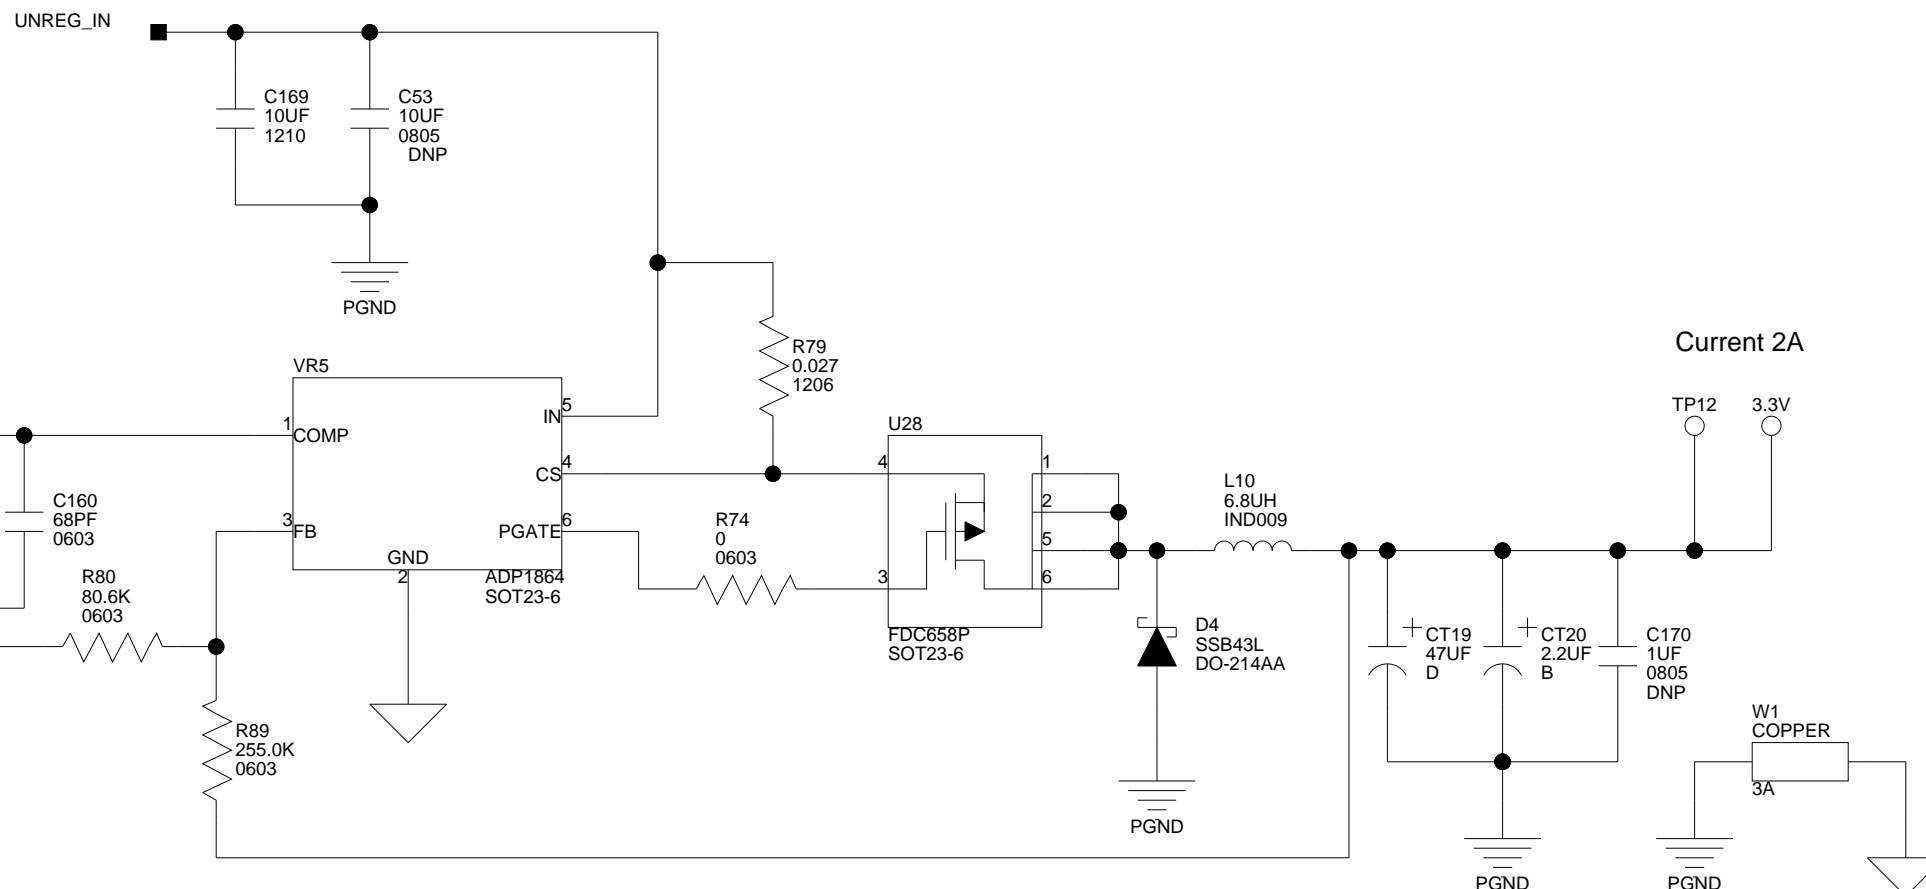 UNREG_IN
C169
10UF
1210
C53
10UF
0805
DNP
PGND
R79
0.027
1206
Current 2A
TP12
3.3V
VR5
1
COMP
5
IN
4
CS
3
FB
PGATE
6
GND
2
ADP1864
SOT23-6
C160
68PF
0603
R80
80.6K
0603
R74
0
0603
U28
4
3
1
2
5
6
FDC658P
SOT23-6
L10
6.8UH
IND009
D4
SSB43L
DO-214AA
PGND
CT19
47UF
D
CT20
2.2UF
B
C170
1UF
0805
DNP
R89
255.0K
0603
W1
COPPER
3A
PGND
PGND